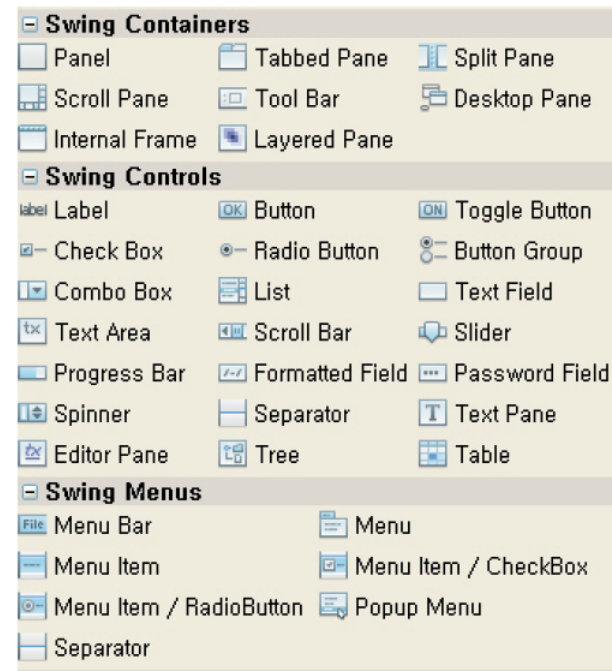 Swing Containers
Panel Tabbed Pane Split Pane
Scroll Pane Tool Bar Desktop Pane
Internal Frame Layered Pane
Swing Controls
label Label OK Button ON Toggle Button
Check Box Radio Button Button Group
Combo Box List Text Field
tx Text Area Scroll Bar Slider
Progress Bar Formatted Field Password Field
Spinner Separator T Text Pane
tx Editor Pane Tree Table
Swing Menus
File Menu Bar Menu
Menu Item Menu Item / CheckBox
Menu Item / RadioButton Popup Menu
Separator